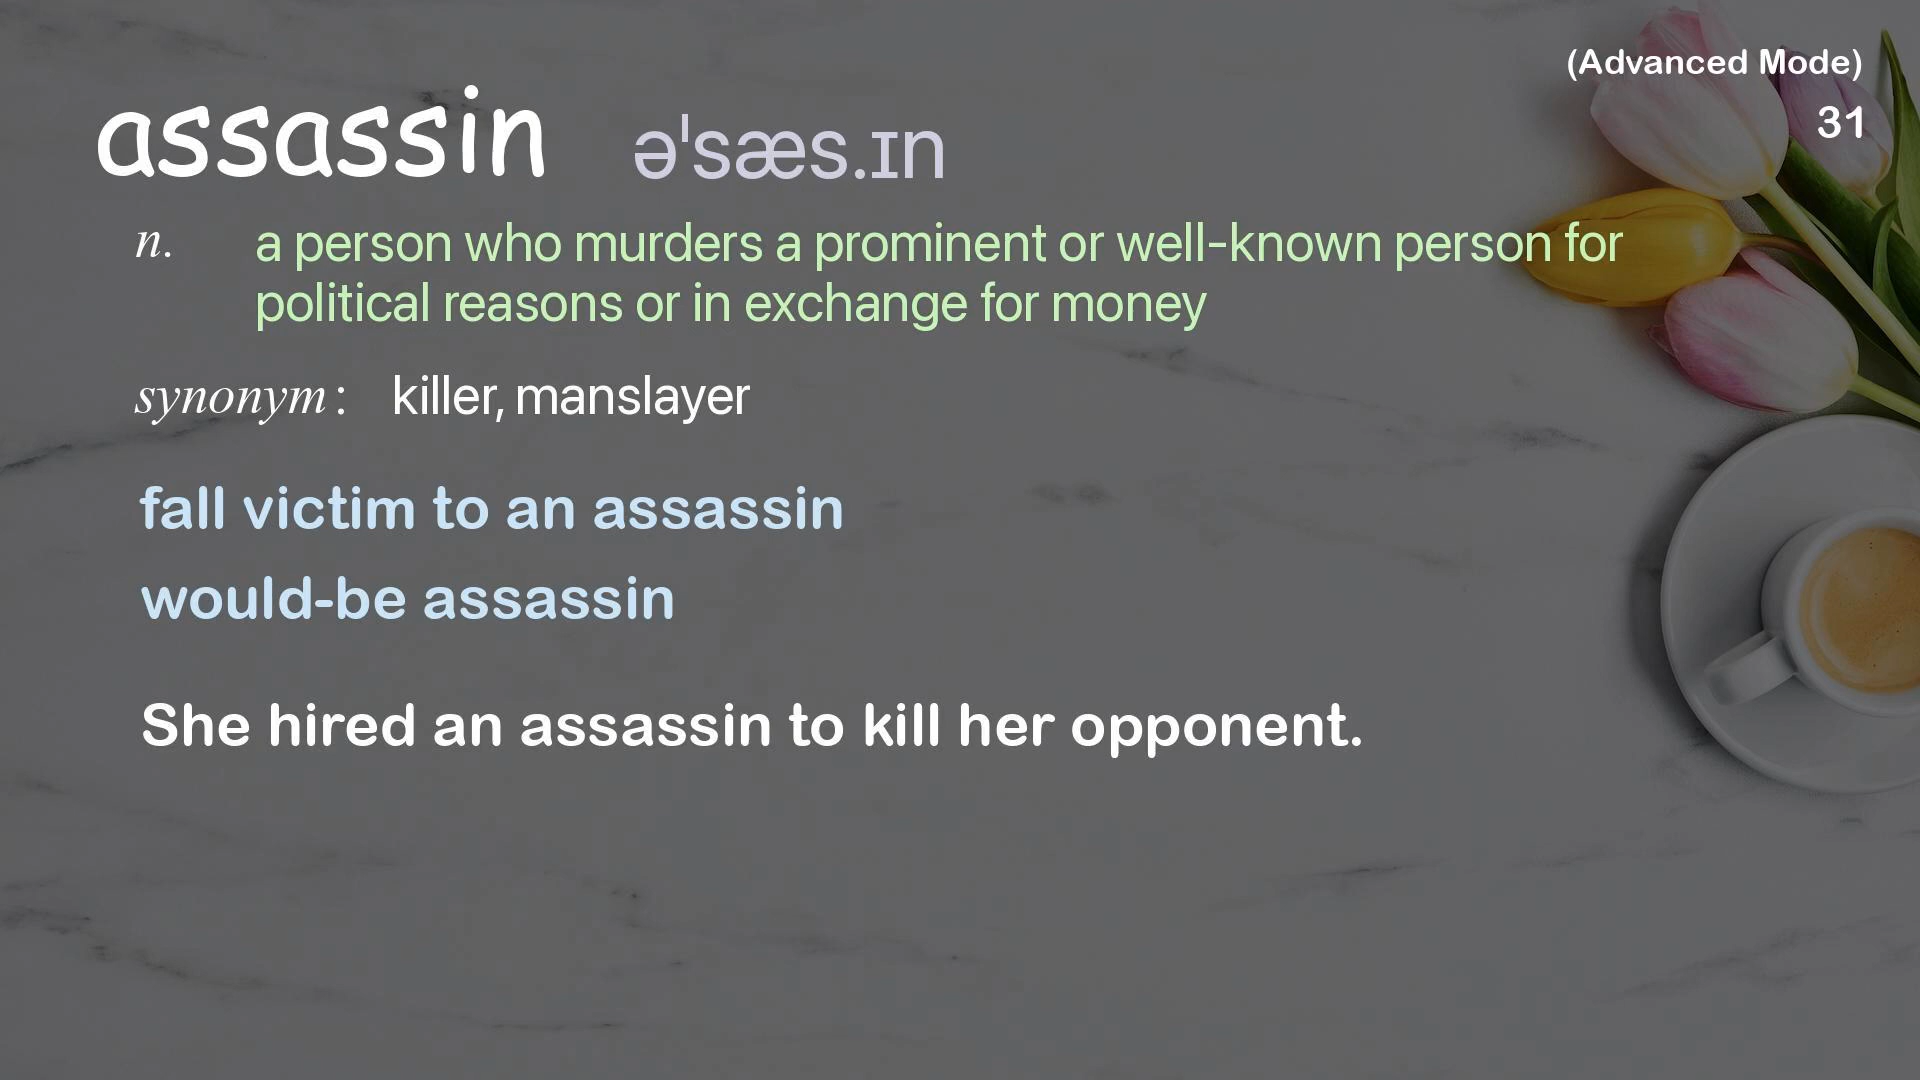 (Advanced Mode)
assassin əˈsæs.ɪn
31
n. a person who murders a prominent or well-known person for
political reasons or in exchange for money
synonym: killer, manslayer
fall victim to an assassin
would-be assassin
She hired an assassin to kill her opponent.